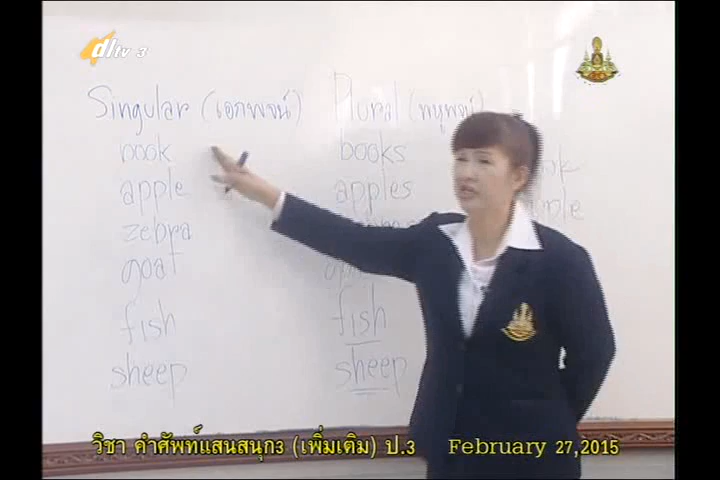 dltv 3
Singular (เอกพจน์) Plural (พหูพจน์)
book books
apple apples
zebra
goat
fish fish
sheep sheep
วิชา คำศัพท์แสนสนุก3 (เพิ่มเติม) ป.3 February 27,2015